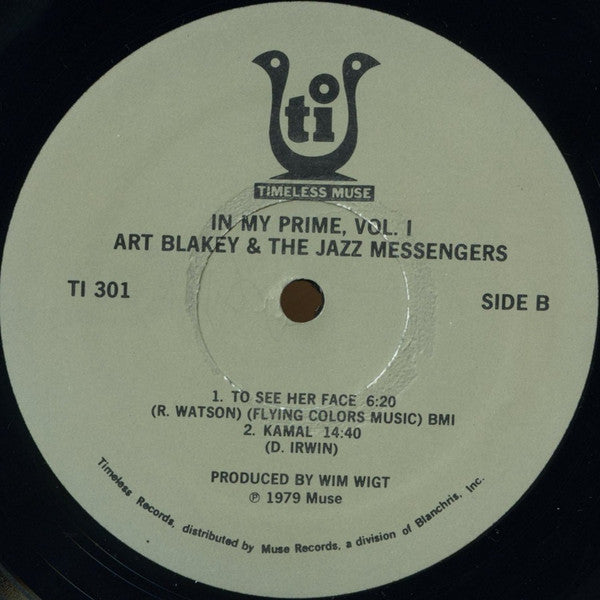 ti
TIMELESS MUSE
IN MY PRIME, VOL. I
ART BLAKEY & THE JAZZ MESSENGERS
TI 301
SIDE B
1. TO SEE HER FACE 6:20
(R. WATSON) (FLYING COLORS MUSIC) BMI
2. KAMAL 14:40
(D. IRWIN)
PRODUCED BY WIM WIGT
℗ 1979 Muse
Timeless Records, distributed by Muse Records, a division of Blanchris, Inc.